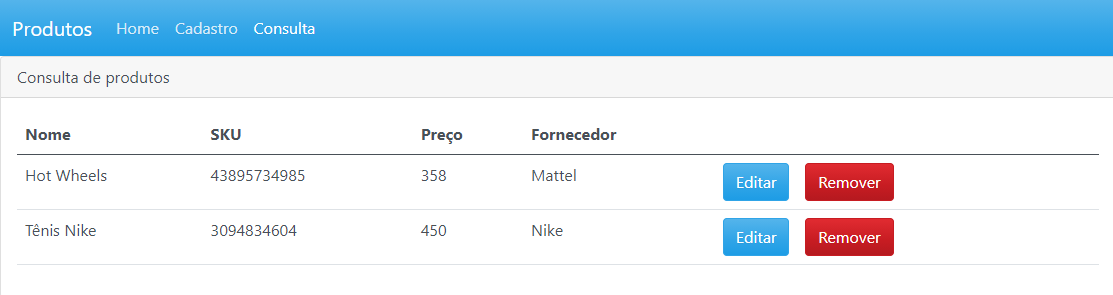 Produtos Home Cadastro Consulta
Consulta de produtos
Nome SKU Preço Fornecedor
Hot Wheels 43895734985 358 Mattel Editar Remover
Tênis Nike 3094834604 450 Nike Editar Remover